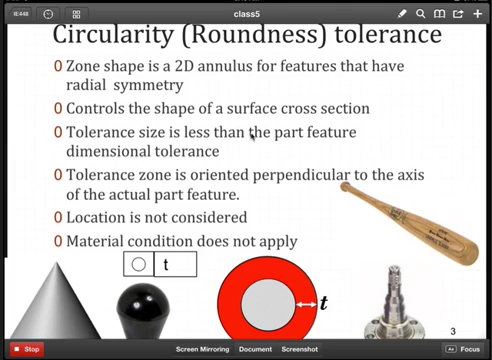 IE448
class5
Circularity (Roundness) tolerance
Zone shape is a 2D annulus for features that have
radial symmetry
Controls the shape of a surface cross section
Tolerance size is less than the part feature
dimensional tolerance
Tolerance zone is oriented perpendicular to the axis
of the actual part feature.
Location is not considered
Material condition does not apply
t
t
3
Stop
Screen Mirroring
Document
Screenshot
Aa